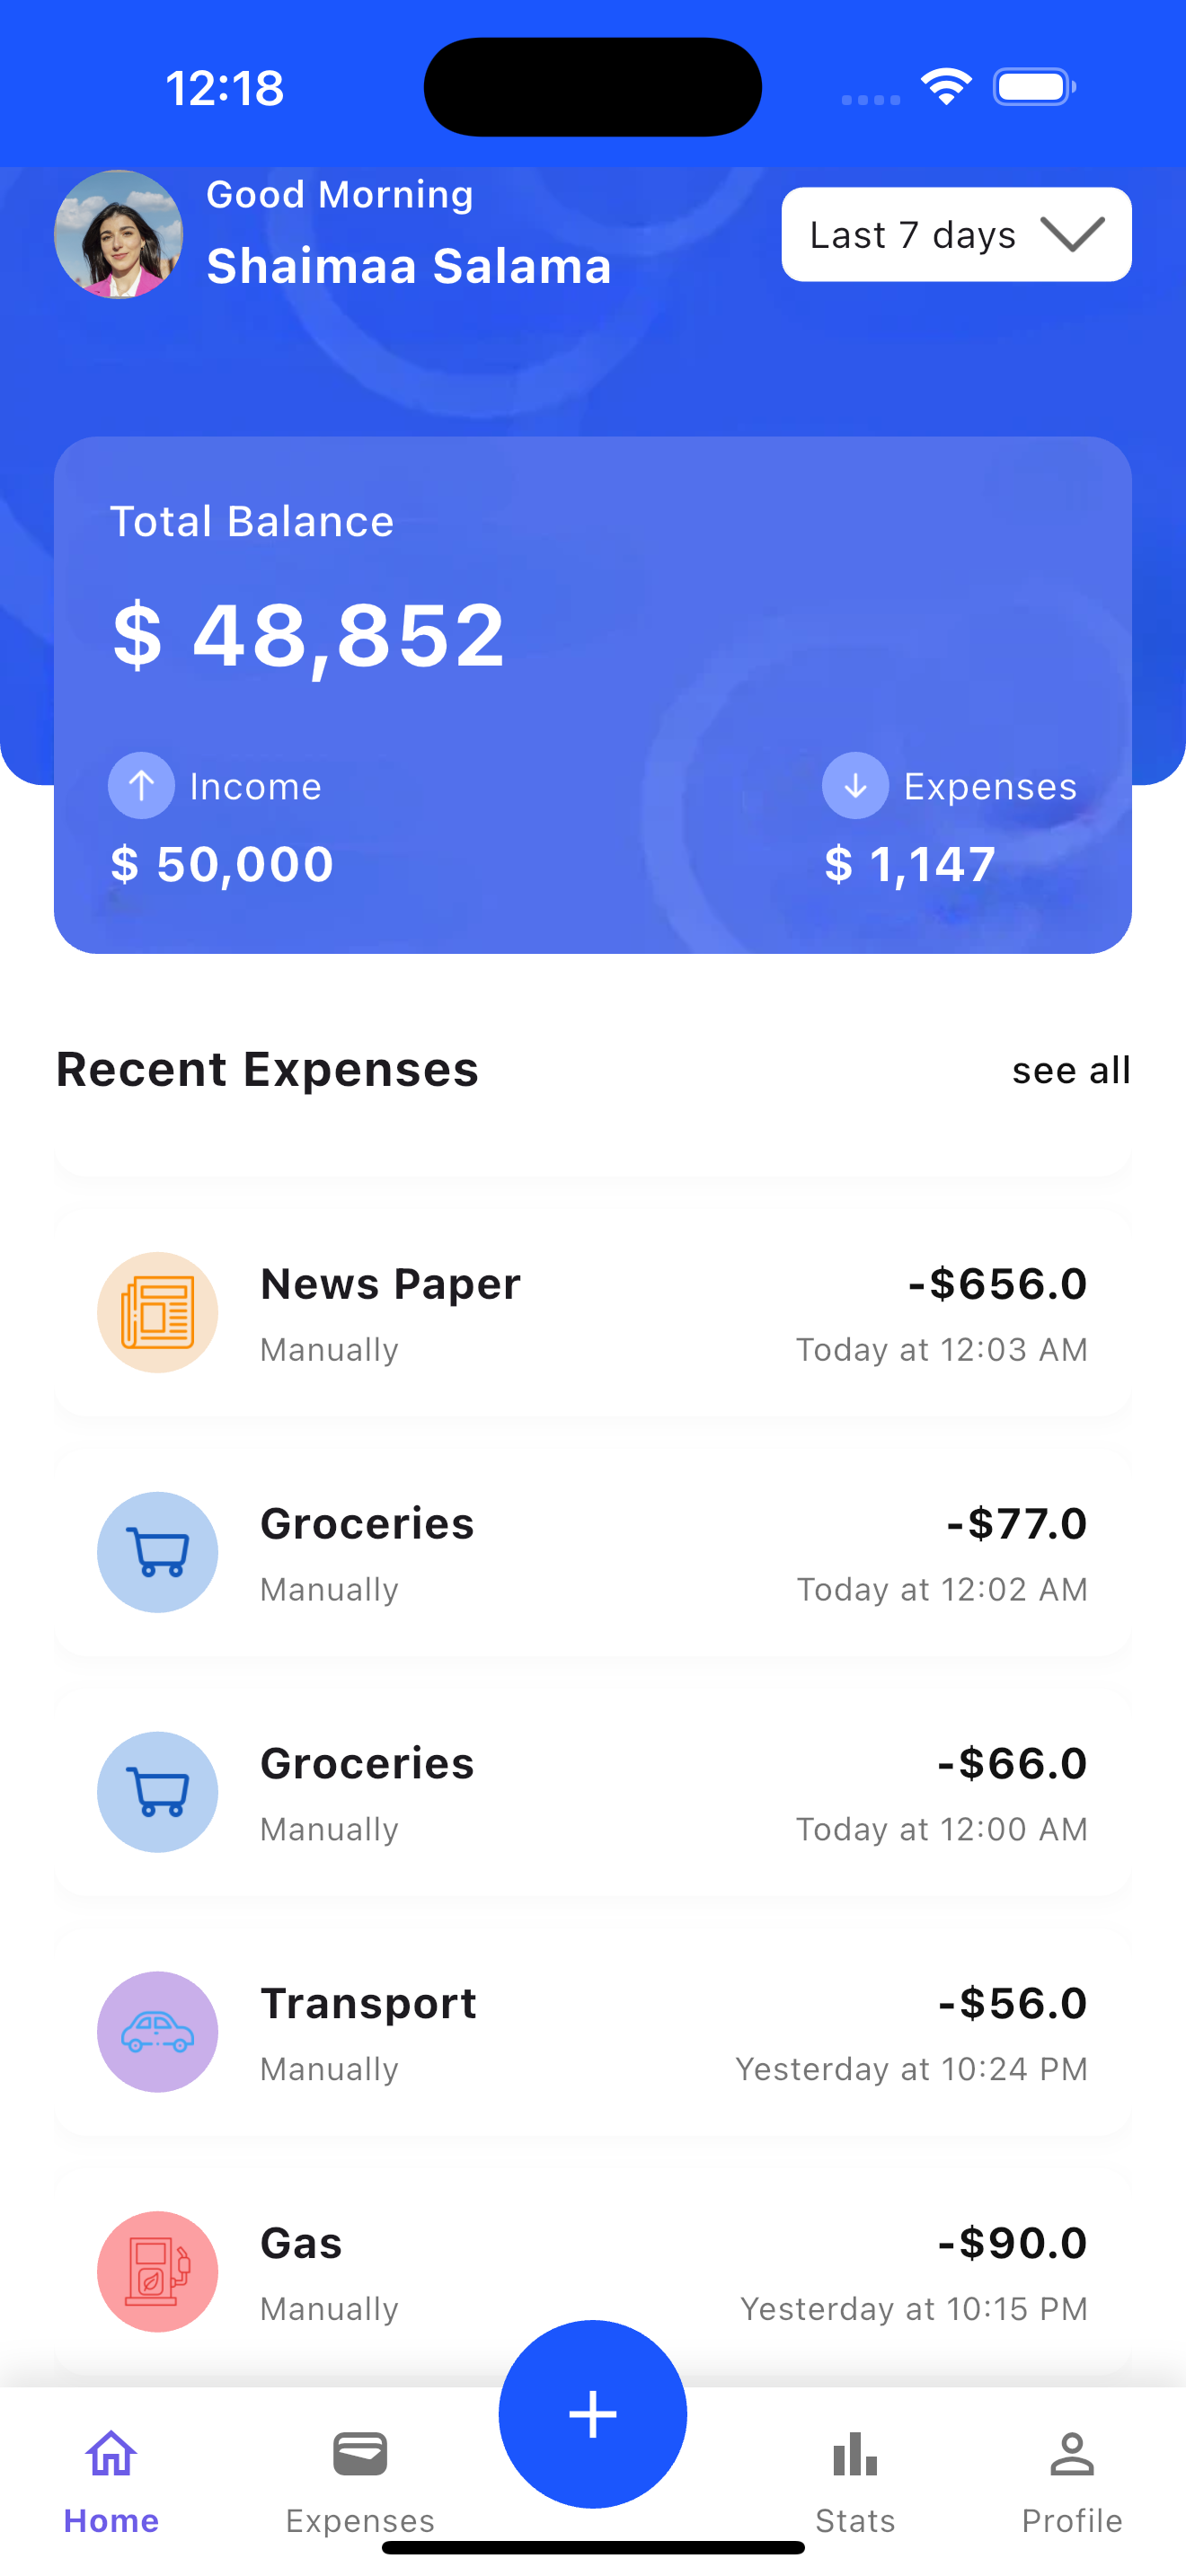 12:18
Good Morning
Shaimaa Salama
Last 7 days
Total Balance
$ 48,852
Income
Expenses
$ 50,000
$ 1,147
Recent Expenses
see all
News Paper
-$656.0
Manually
Today at 12:03 AM
Groceries
-$77.0
Manually
Today at 12:02 AM
Groceries
-$66.0
Manually
Today at 12:00 AM
Transport
-$56.0
Manually
Yesterday at 10:24 PM
Gas
-$90.0
Manually
Yesterday at 10:15 PM
Home
Expenses
Stats
Profile